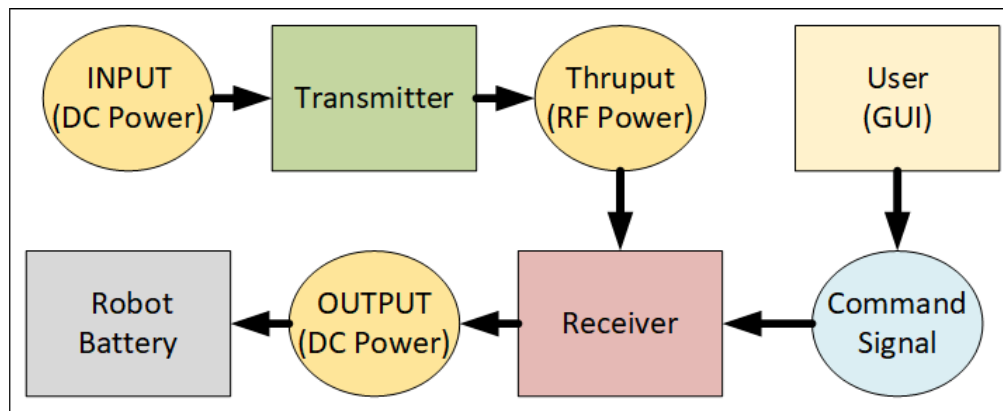 INPUT
(DC Power)
Transmitter
Thruput
(RF Power)
User
(GUI)
Robot
Battery
OUTPUT
(DC Power)
Receiver
Command
Signal